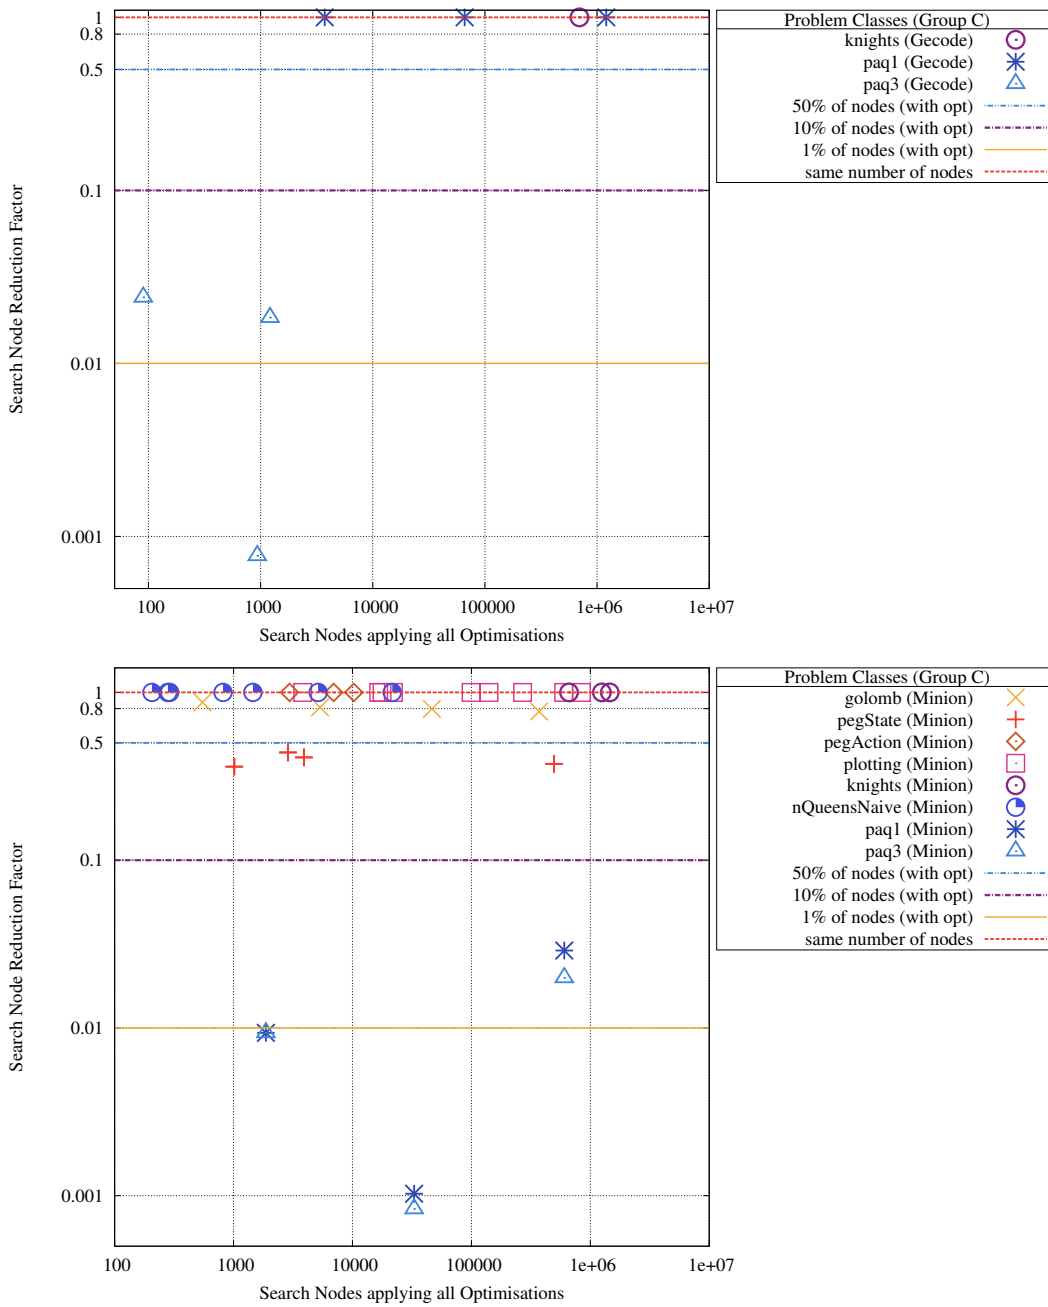 1
0.8
0.5
0.1
0.01
0.001
Search Node Reduction Factor
100 1000 10000 100000 1e+06 1e+07
Search Nodes applying all Optimisations
Problem Classes (Group C)
knights (Gecode)
paq1 (Gecode)
paq3 (Gecode)
50% of nodes (with opt)
10% of nodes (with opt)
1% of nodes (with opt)
same number of nodes
1
0.8
0.5
0.1
0.01
0.001
Search Node Reduction Factor
100 1000 10000 100000 1e+06 1e+07
Search Nodes applying all Optimisations
Problem Classes (Group C)
golomb (Minion)
pegState (Minion)
pegAction (Minion)
plotting (Minion)
knights (Minion)
nQueensNaive (Minion)
paq1 (Minion)
paq3 (Minion)
50% of nodes (with opt)
10% of nodes (with opt)
1% of nodes (with opt)
same number of nodes